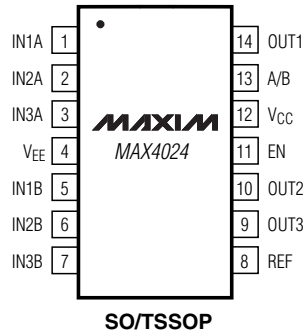 IN1A 1 14 OUT1
IN2A 2 13 A/B
IN3A 3 12 VCC
MAXIM
VEE 4 MAX4024 11 EN
IN1B 5 10 OUT2
IN2B 6 9 OUT3
IN3B 7 8 REF
SO/TSSOP